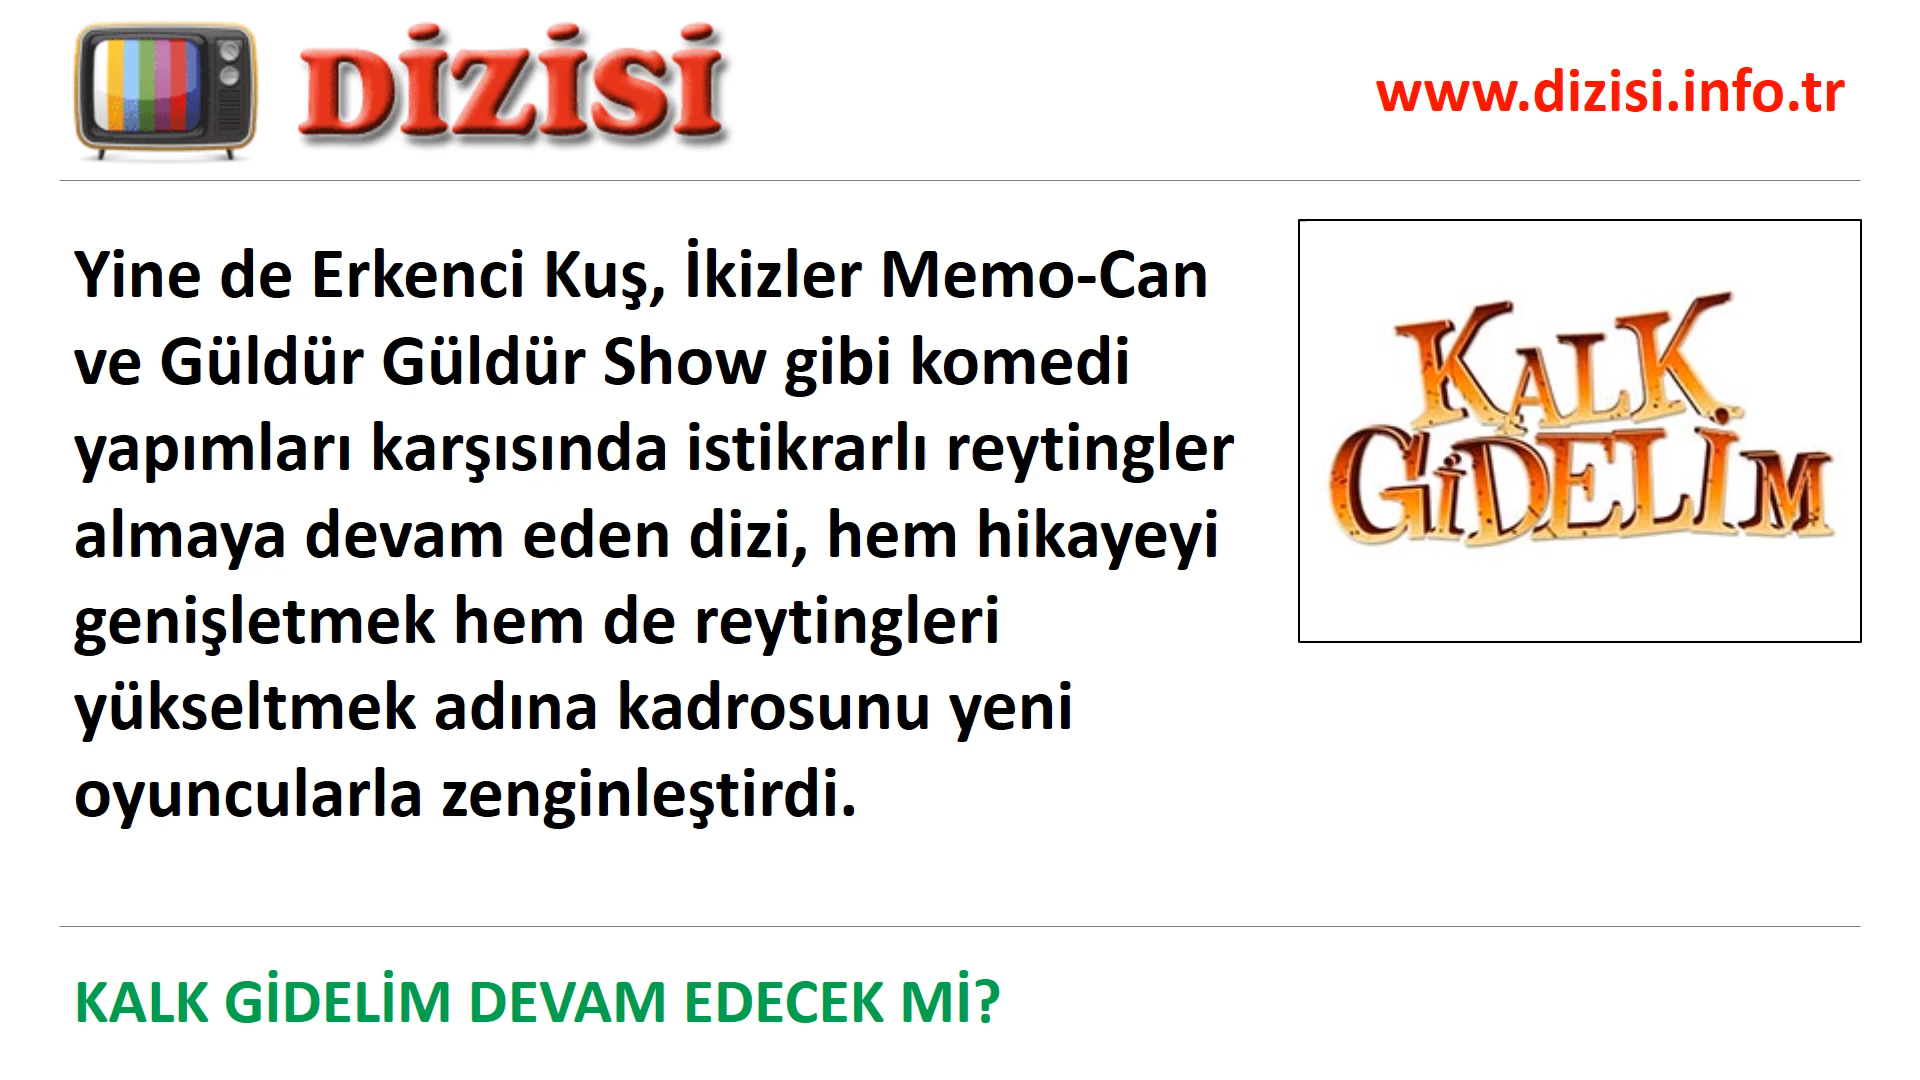 DİZİSİ
www.dizisi.info.tr
Yine de Erkenci Kuş, İkizler Memo-Can
ve Güldür Güldür Show gibi komedi
yapımları karşısında istikrarlı reytingler
almaya devam eden dizi, hem hikayeyi
genişletmek hem de reytingleri
yükseltmek adına kadrosunu yeni
oyuncularla zenginleştirdi.
KALK
GİDELİM
KALK GİDELİM DEVAM EDECEK Mİ?